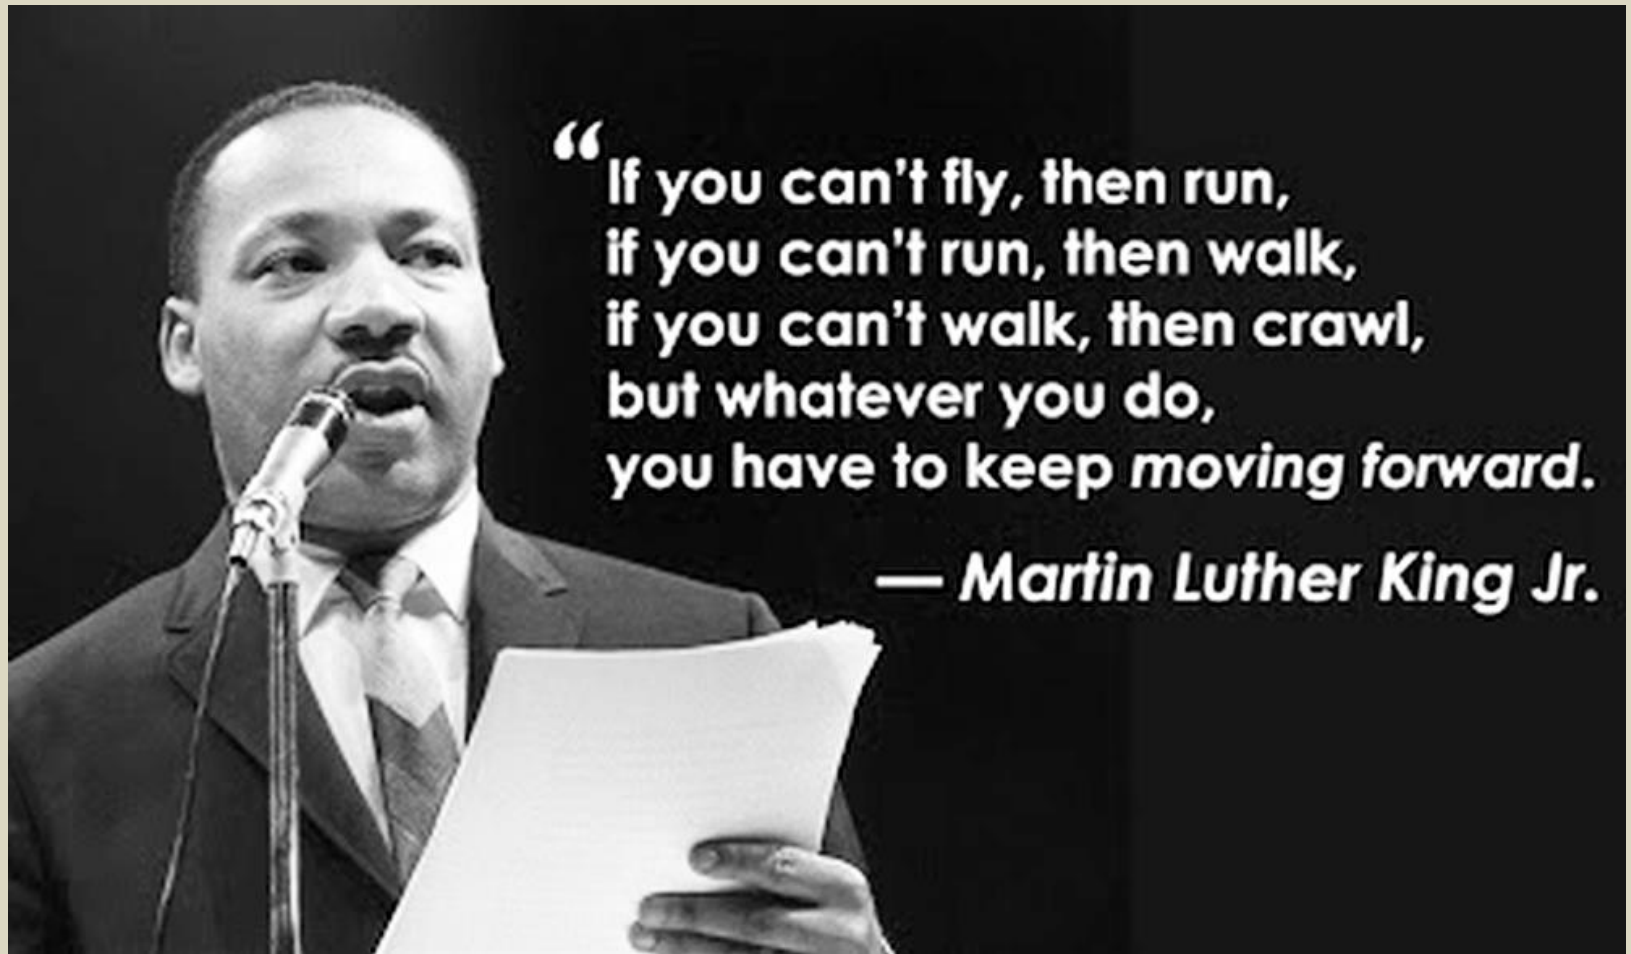 “If you can't fly, then run,
if you can't run, then walk,
if you can't walk, then crawl,
but whatever you do,
you have to keep moving forward.
— Martin Luther King Jr.